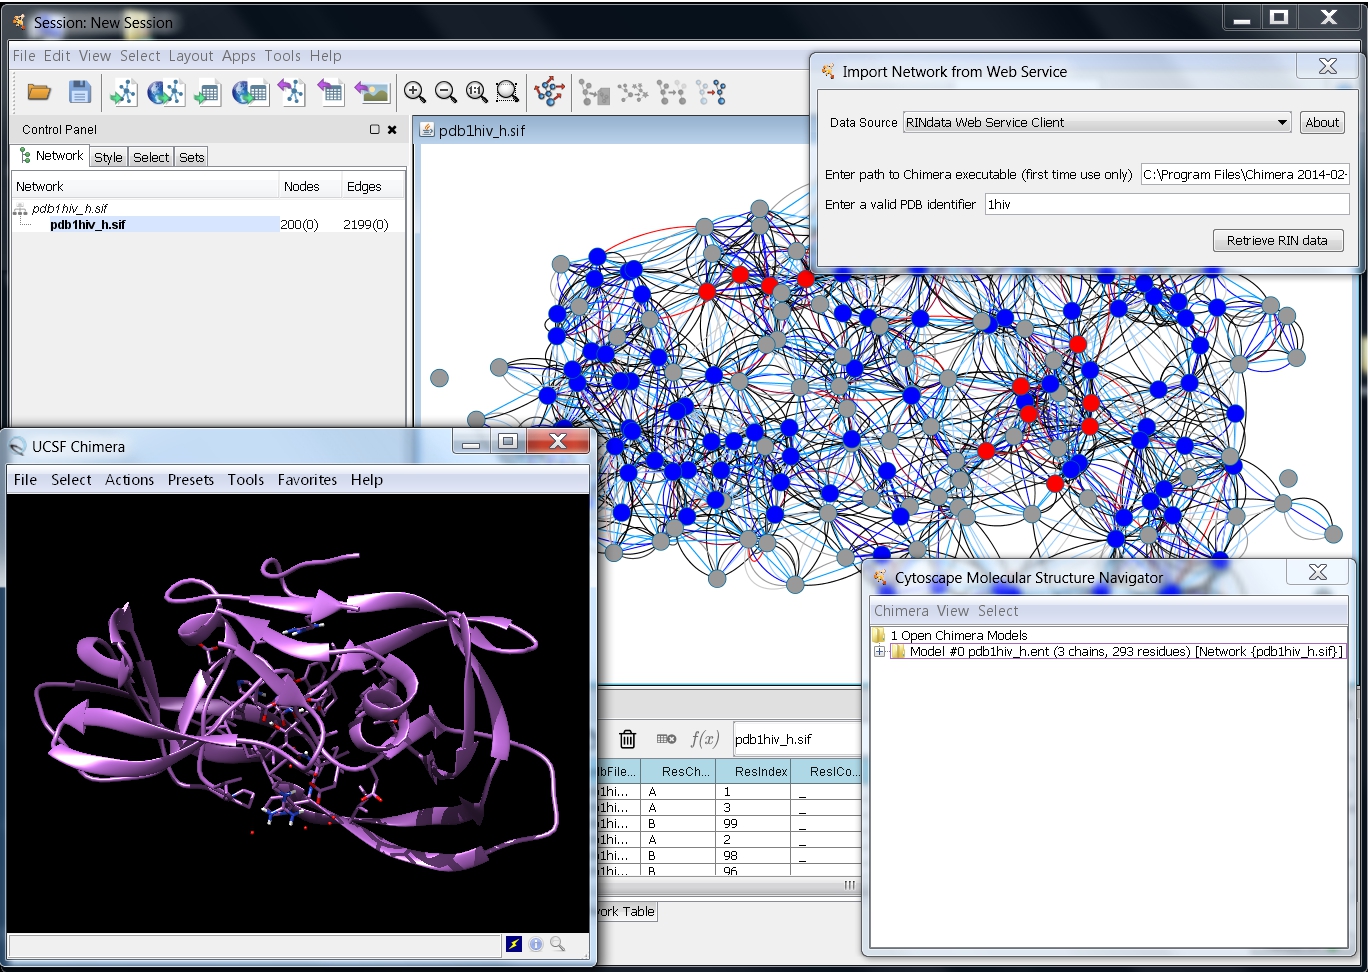 Session: New Session
File Edit View Select Layout Apps Tools Help
Control Panel
Network Style Select Sets
Network Nodes Edges
pdb1hiv_h.sif
pdb1hiv_h.sif 200(0) 2199(0)
pdb1hiv_h.sif
Import Network from Web Service
Data Source RINdata Web Service Client About
Enter path to Chimera executable (first time use only) C:\Program Files\Chimera 2014-02-
Enter a valid PDB identifier 1hiv
Retrieve RIN data
UCSF Chimera
File Select Actions Presets Tools Favorites Help
f(x) pdb1hiv_h.sif
bFile... ResCh... ResIndex ResICo...
1hi... A 1 _
1hi... A 3 _
1hi... B 99 _
1hi... A 2 _
1hi... B 98 _
1hi... B 96
ork Table
Cytoscape Molecular Structure Navigator
Chimera View Select
1 Open Chimera Models
Model #0 pdb1hiv_h.ent (3 chains, 293 residues) [Network {pdb1hiv_h.sif}]